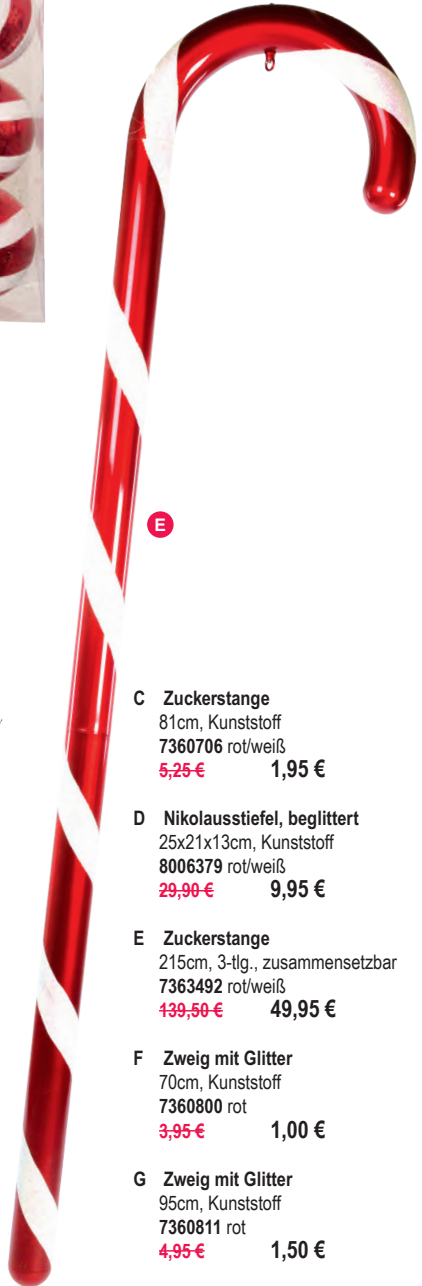 E
C Zuckerstange
81cm, Kunststoff
7360706 rot/weiß
5,25 € 1,95 €
D Nikolausstiefel, beglittert
25x21x13cm, Kunststoff
8006379 rot/weiß
29,90 € 9,95 €
E Zuckerstange
215cm, 3-tlg., zusammensetzbar
7363492 rot/weiß
139,50 € 49,95 €
F Zweig mit Glitter
70cm, Kunststoff
7360800 rot
3,95 € 1,00 €
G Zweig mit Glitter
95cm, Kunststoff
7360811 rot
4,95 € 1,50 €